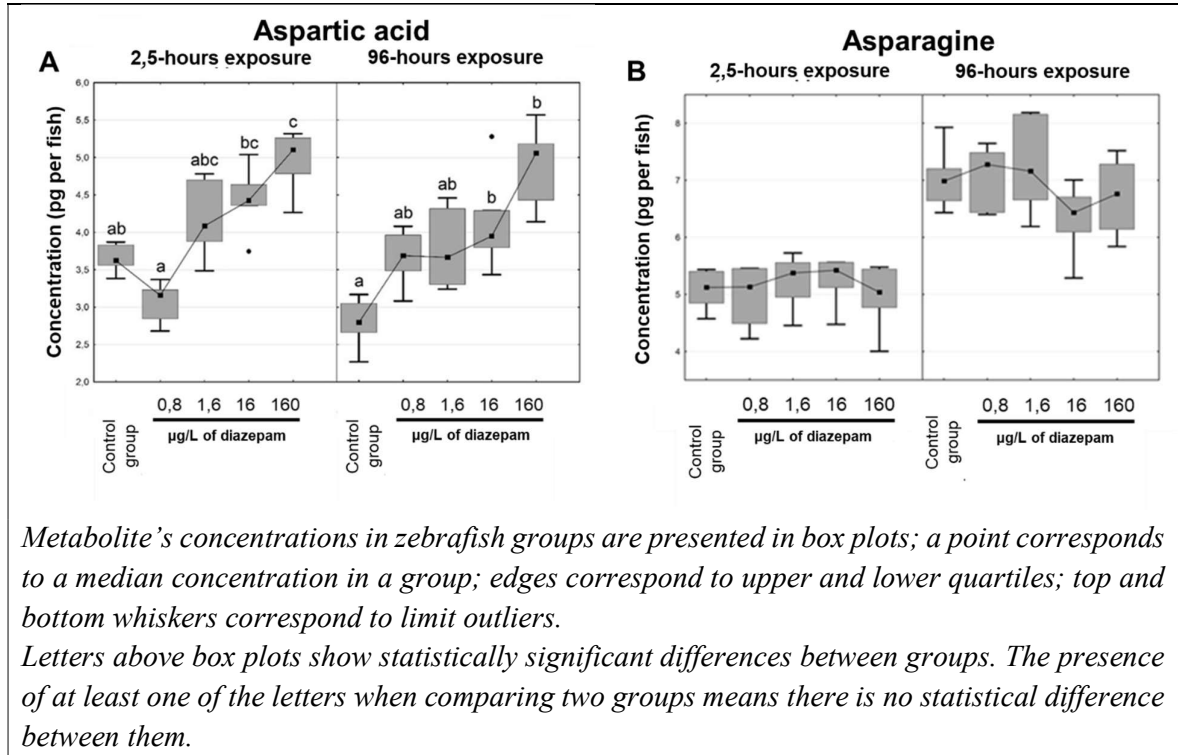 Aspartic acid
A 2,5-hours exposure 96-hours exposure
Concentration (pg per fish)
6,0
5,5
5,0
4,5
4,0
3,5
3,0
2,5
2,0
ab a abc bc c
a ab ab b b
Control group 0,8 1,6 16 160
µg/L of diazepam
Control group 0,8 1,6 16 160
µg/L of diazepam
Asparagine
B 2,5-hours exposure 96-hours exposure
Concentration (pg per fish)
8
7
6
5
4
Control group 0,8 1,6 16 160
µg/L of diazepam
Control group 0,8 1,6 16 160
µg/L of diazepam
Metabolite’s concentrations in zebrafish groups are presented in box plots; a point corresponds
to a median concentration in a group; edges correspond to upper and lower quartiles; top and
bottom whiskers correspond to limit outliers.
Letters above box plots show statistically significant differences between groups. The presence
of at least one of the letters when comparing two groups means there is no statistical difference
between them.